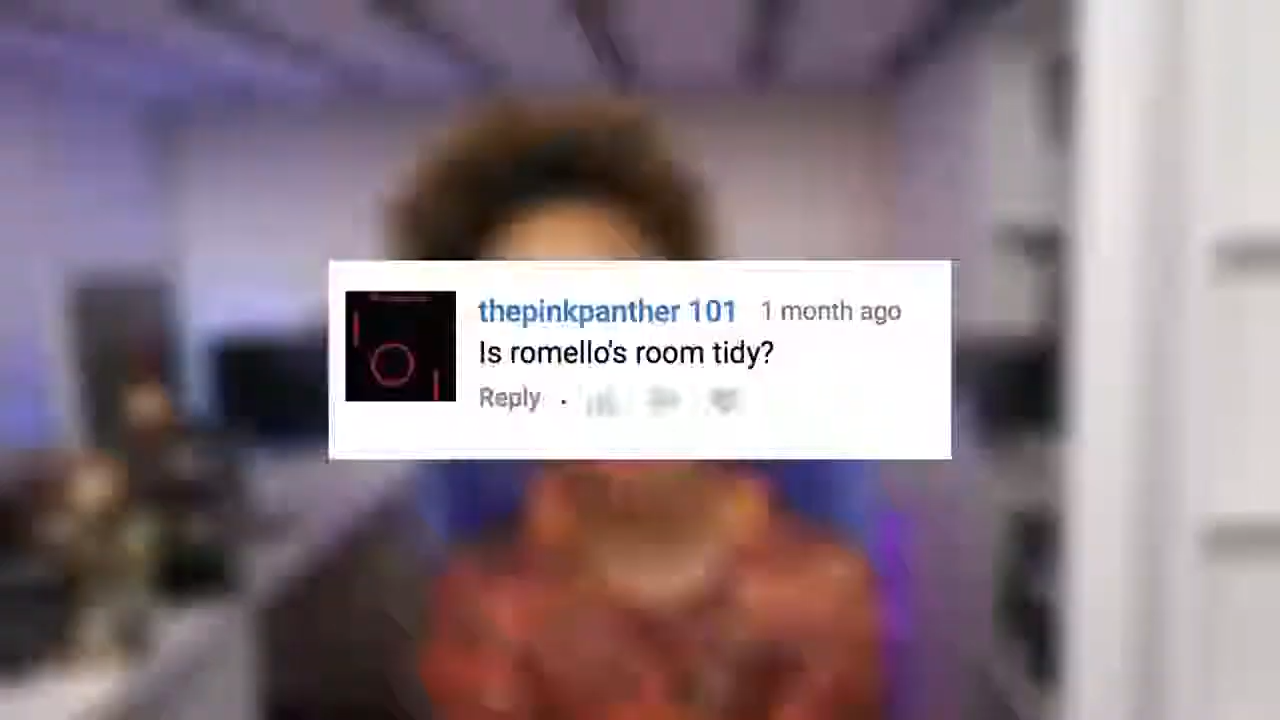 thepinkpanther 101 1 month ago
Is romello's room tidy?
Reply ·